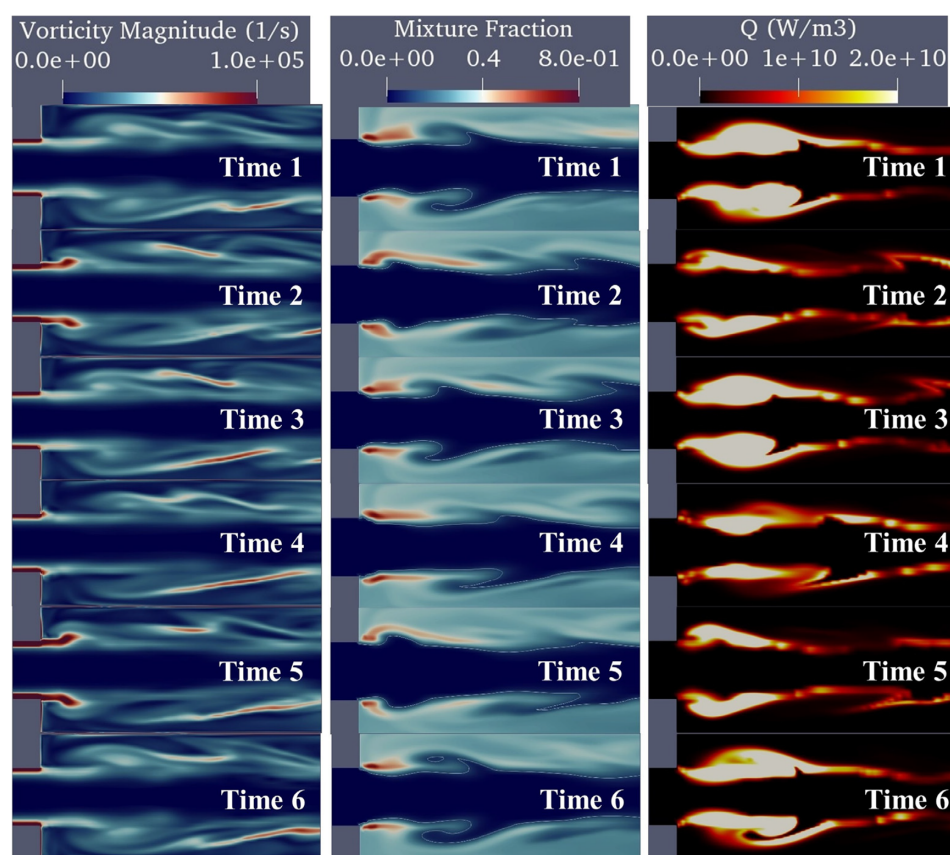 Vorticity Magnitude (1/s)
0.0e+00 1.0e+05
Mixture Fraction
0.0e+00 0.4 8.0e-01
Q (W/m3)
0.0e+00 1e+10 2.0e+10
Time 1 Time 1 Time 1
Time 2 Time 2 Time 2
Time 3 Time 3 Time 3
Time 4 Time 4 Time 4
Time 5 Time 5 Time 5
Time 6 Time 6 Time 6